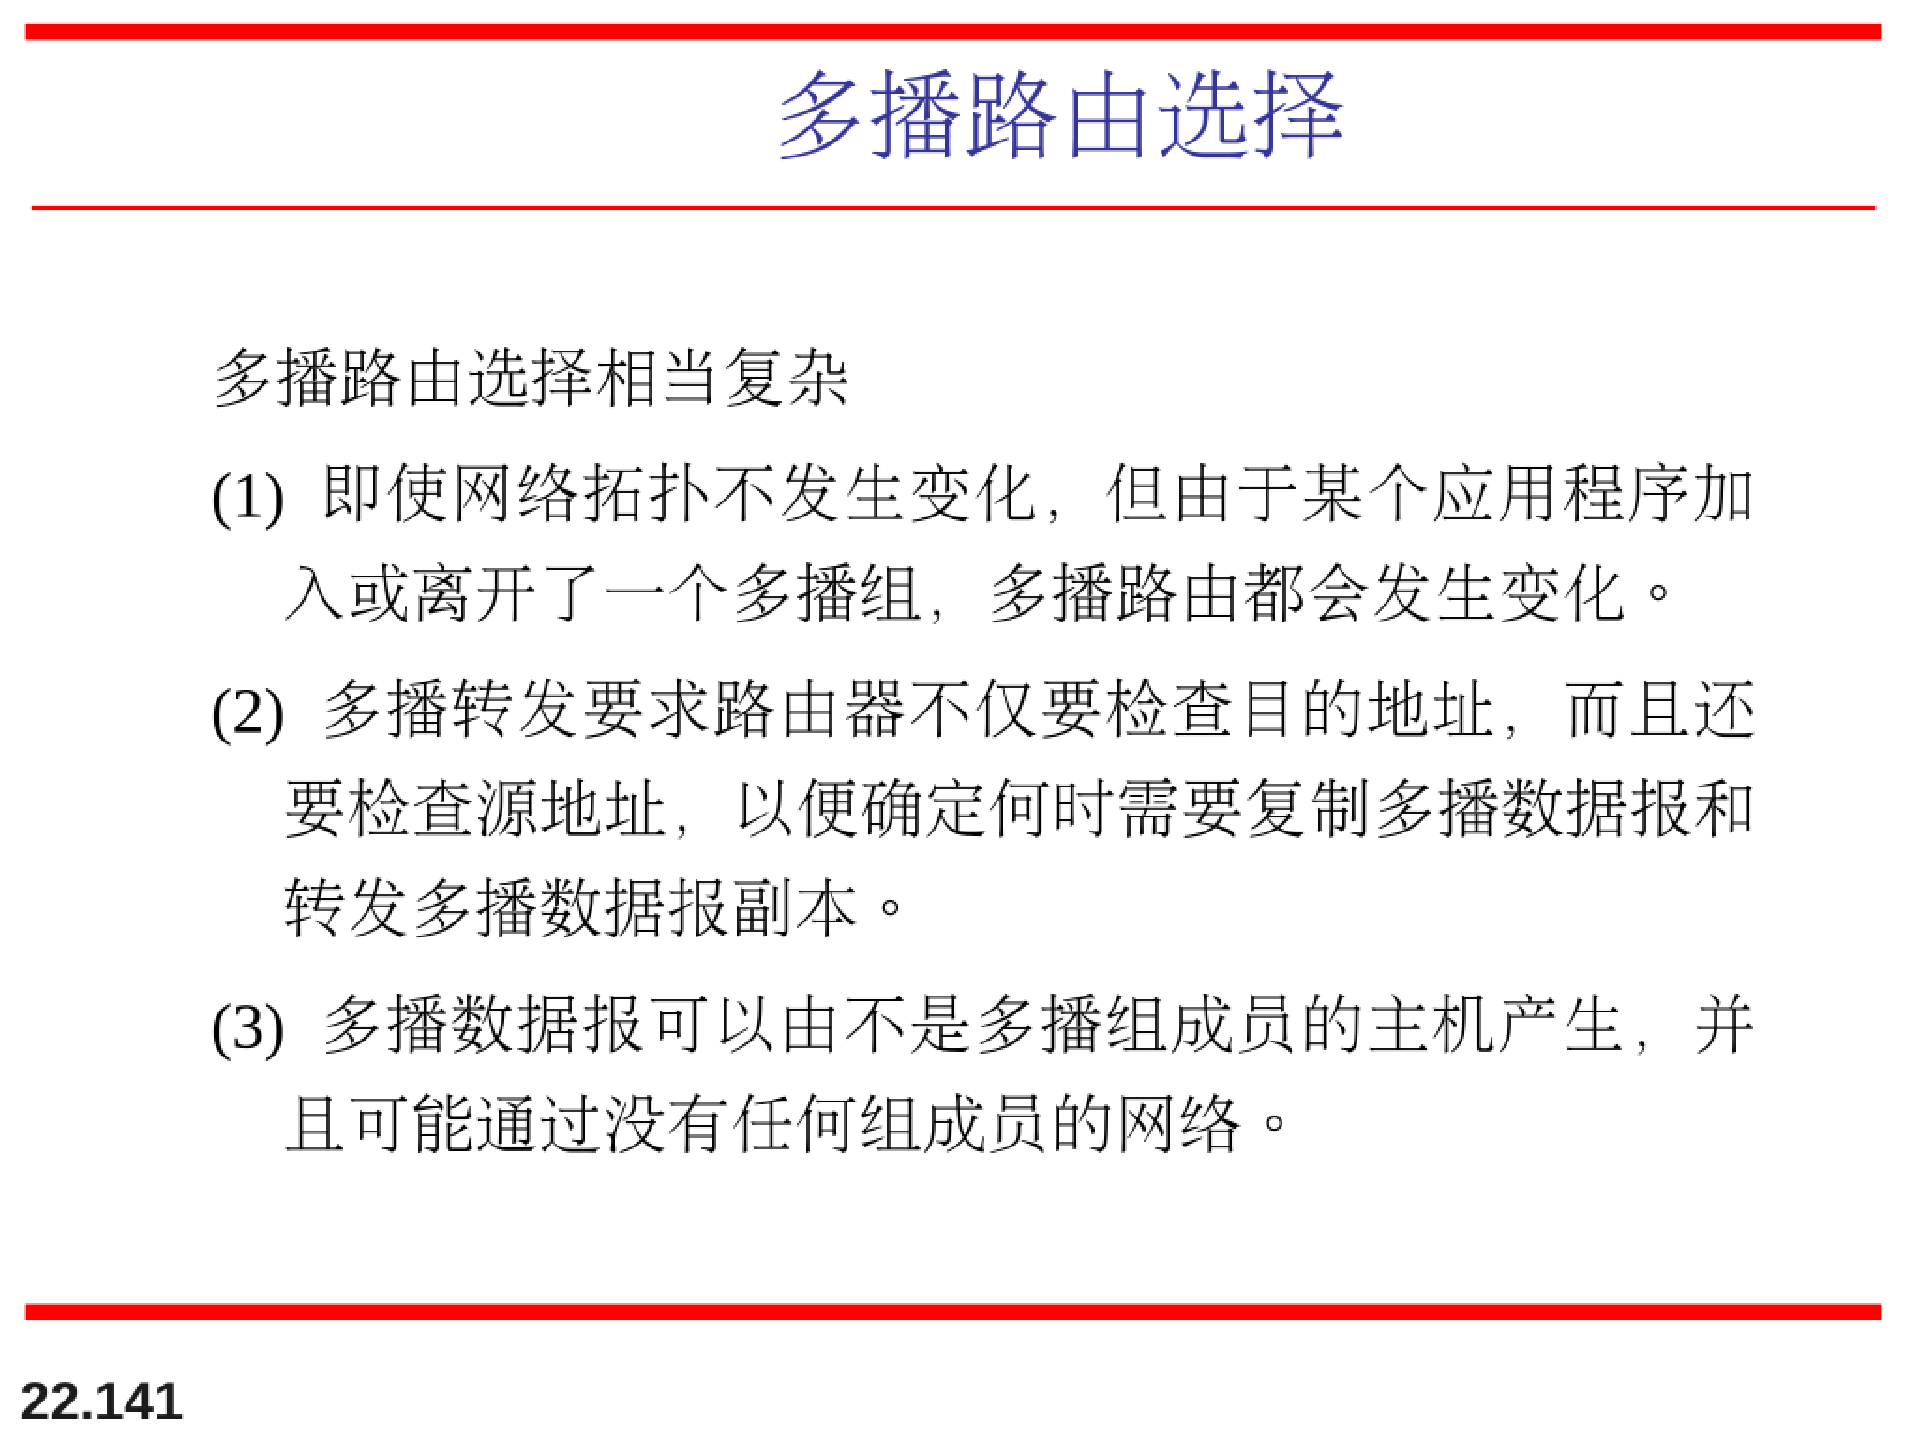 多播路由选择
多播路由选择相当复杂
(1) 即使网络拓扑不发生变化，但由于某个应用程序加
入或离开了一个多播组，多播路由都会发生变化。
(2) 多播转发要求路由器不仅要检查目的地址，而且还
要检查源地址，以便确定何时需要复制多播数据报和
转发多播数据报副本。
(3) 多播数据报可以由不是多播组成员的主机产生，并
且可能通过没有任何组成员的网络。
22.141